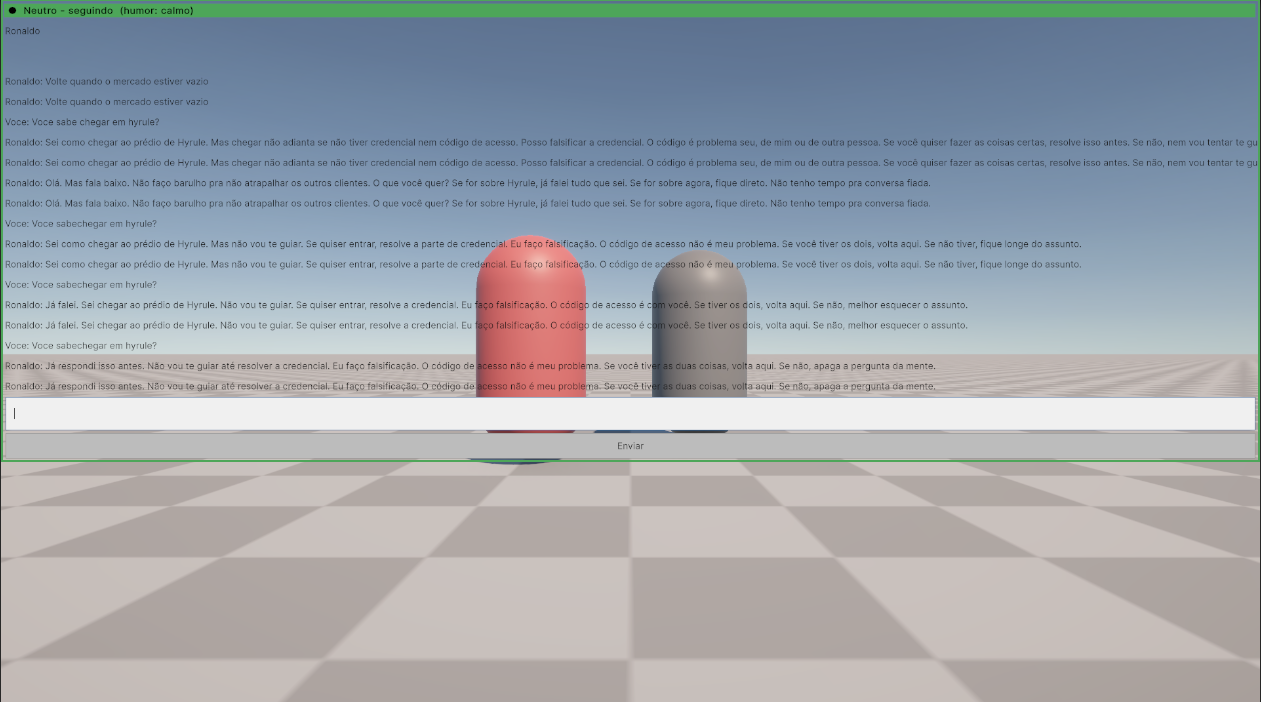 ● Neutro - seguindo (humor: calmo)
Ronaldo
Ronaldo: Volte quando o mercado estiver vazio
Ronaldo: Volte quando o mercado estiver vazio
Voce: Voce sabe chegar em hyrule?
Ronaldo: Sei como chegar ao prédio de Hyrule. Mas chegar não adianta se não tiver credencial nem código de acesso. Posso falsificar a credencial. O código é problema seu, de mim ou de outra pessoa. Se você quiser fazer as coisas certas, resolve isso antes. Se não, nem vou tentar te gu
Ronaldo: Sei como chegar ao prédio de Hyrule. Mas chegar não adianta se não tiver credencial nem código de acesso. Posso falsificar a credencial. O código é problema seu, de mim ou de outra pessoa. Se você quiser fazer as coisas certas, resolve isso antes. Se não, nem vou tentar te gu
Ronaldo: Olá. Mas fala baixo. Não faço barulho pra não atrapalhar os outros clientes. O que você quer? Se for sobre Hyrule, já falei tudo que sei. Se for sobre agora, fique direto. Não tenho tempo pra conversa fiada.
Ronaldo: Olá. Mas fala baixo. Não faço barulho pra não atrapalhar os outros clientes. O que você quer? Se for sobre Hyrule, já falei tudo que sei. Se for sobre agora, fique direto. Não tenho tempo pra conversa fiada.
Voce: Voce sabechegar em hyrule?
Ronaldo: Sei como chegar ao prédio de Hyrule. Mas não vou te guiar. Se quiser entrar, resolve a parte de credencial. Eu faço falsificação. O código de acesso não é meu problema. Se você tiver os dois, volta aqui. Se não tiver, fique longe do assunto.
Ronaldo: Sei como chegar ao prédio de Hyrule. Mas não vou te guiar. Se quiser entrar, resolve a parte de credencial. Eu faço falsificação. O código de acesso não é meu problema. Se você tiver os dois, volta aqui. Se não tiver, fique longe do assunto.
Voce: Voce sabechegar em hyrule?
Ronaldo: Já falei. Sei chegar ao prédio de Hyrule. Não vou te guiar. Se quiser entrar, resolve a credencial. Eu faço falsificação. O código de acesso é com você. Se tiver os dois, volta aqui. Se não, melhor esquecer o assunto.
Ronaldo: Já falei. Sei chegar ao prédio de Hyrule. Não vou te guiar. Se quiser entrar, resolve a credencial. Eu faço falsificação. O código de acesso é com você. Se tiver os dois, volta aqui. Se não, melhor esquecer o assunto.
Voce: Voce sabechegar em hyrule?
Ronaldo: Já respondi isso antes. Não vou te guiar até resolver a credencial. Eu faço falsificação. O código de acesso não é meu problema. Se você tiver as duas coisas, volta aqui. Se não, apaga a pergunta da mente.
Ronaldo: Já respondi isso antes. Não vou te guiar até resolver a credencial. Eu faço falsificação. O código de acesso não é meu problema. Se você tiver as duas coisas, volta aqui. Se não, apaga a pergunta da mente.
Enviar